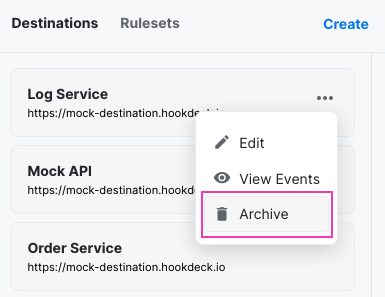 Destinations Rulesets Create
Log Service
https://mock-destination.hookdeck.io
Edit
Mock API
View Events
https://mock-destination.hookde
Archive
Order Service
https://mock-destination.hookdeck.io